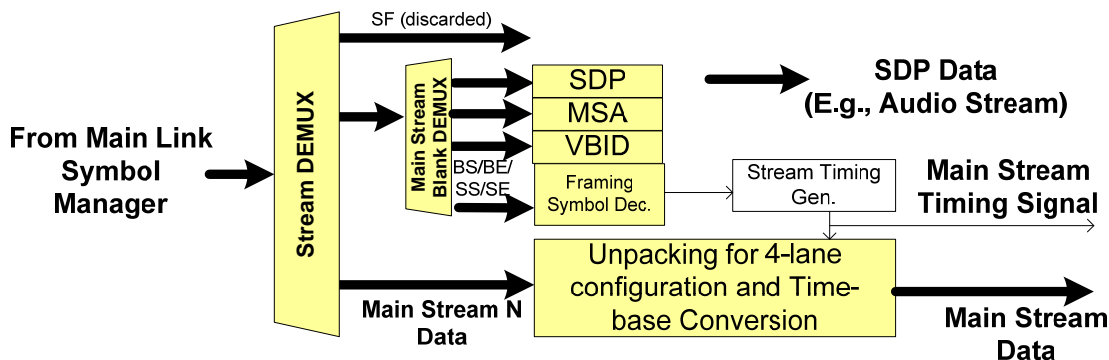 SF (discarded)
From Main Link
Symbol
Manager
Stream DEMUX
Main Stream
Blank DEMUX
SDP
MSA
VBID
BS/BE/
SS/SE
Framing
Symbol Dec.
SDP Data
(E.g., Audio Stream)
Stream Timing
Gen.
Main Stream
Timing Signal
Main Stream N
Data
Unpacking for 4-lane
configuration and Time-
base Conversion
Main Stream
Data